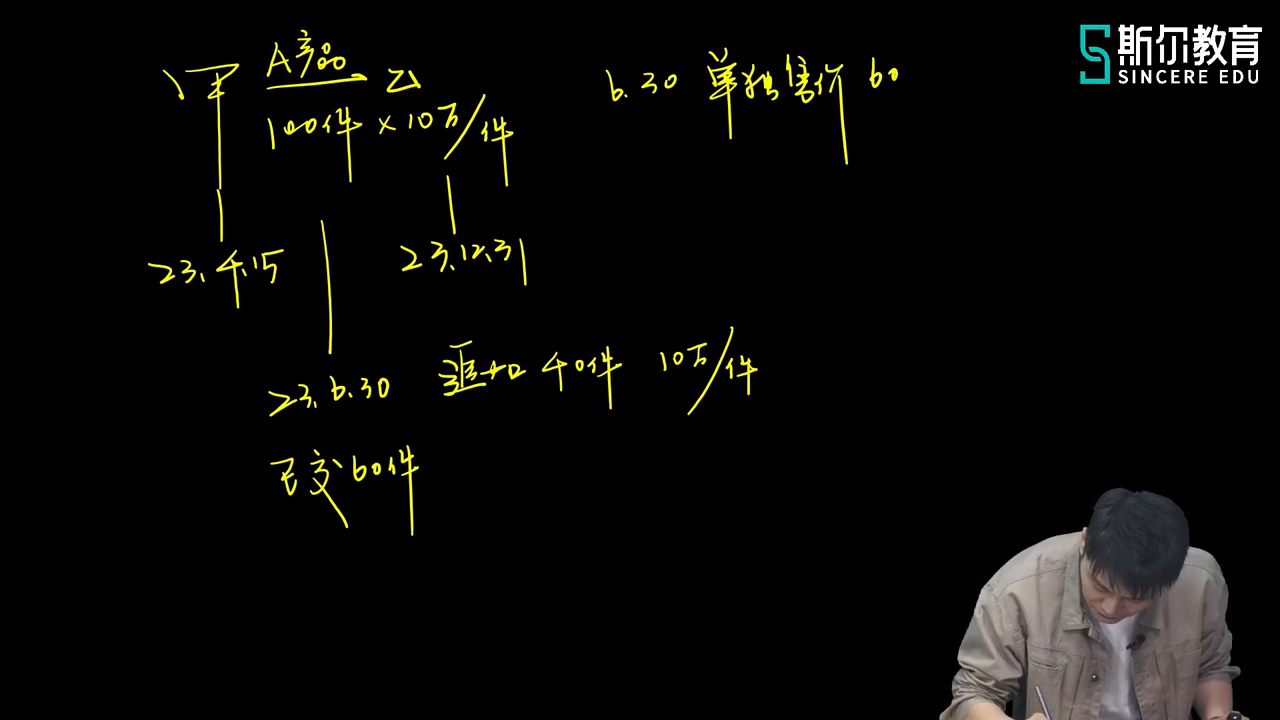 斯尔教育
SINCERE EDU
1) 甲 A产品 乙
100件 × 10万/件
6.30 单独售价 60
23.4.15
23.12.31
23.6.30 追加 40件 10万/件
已交60件